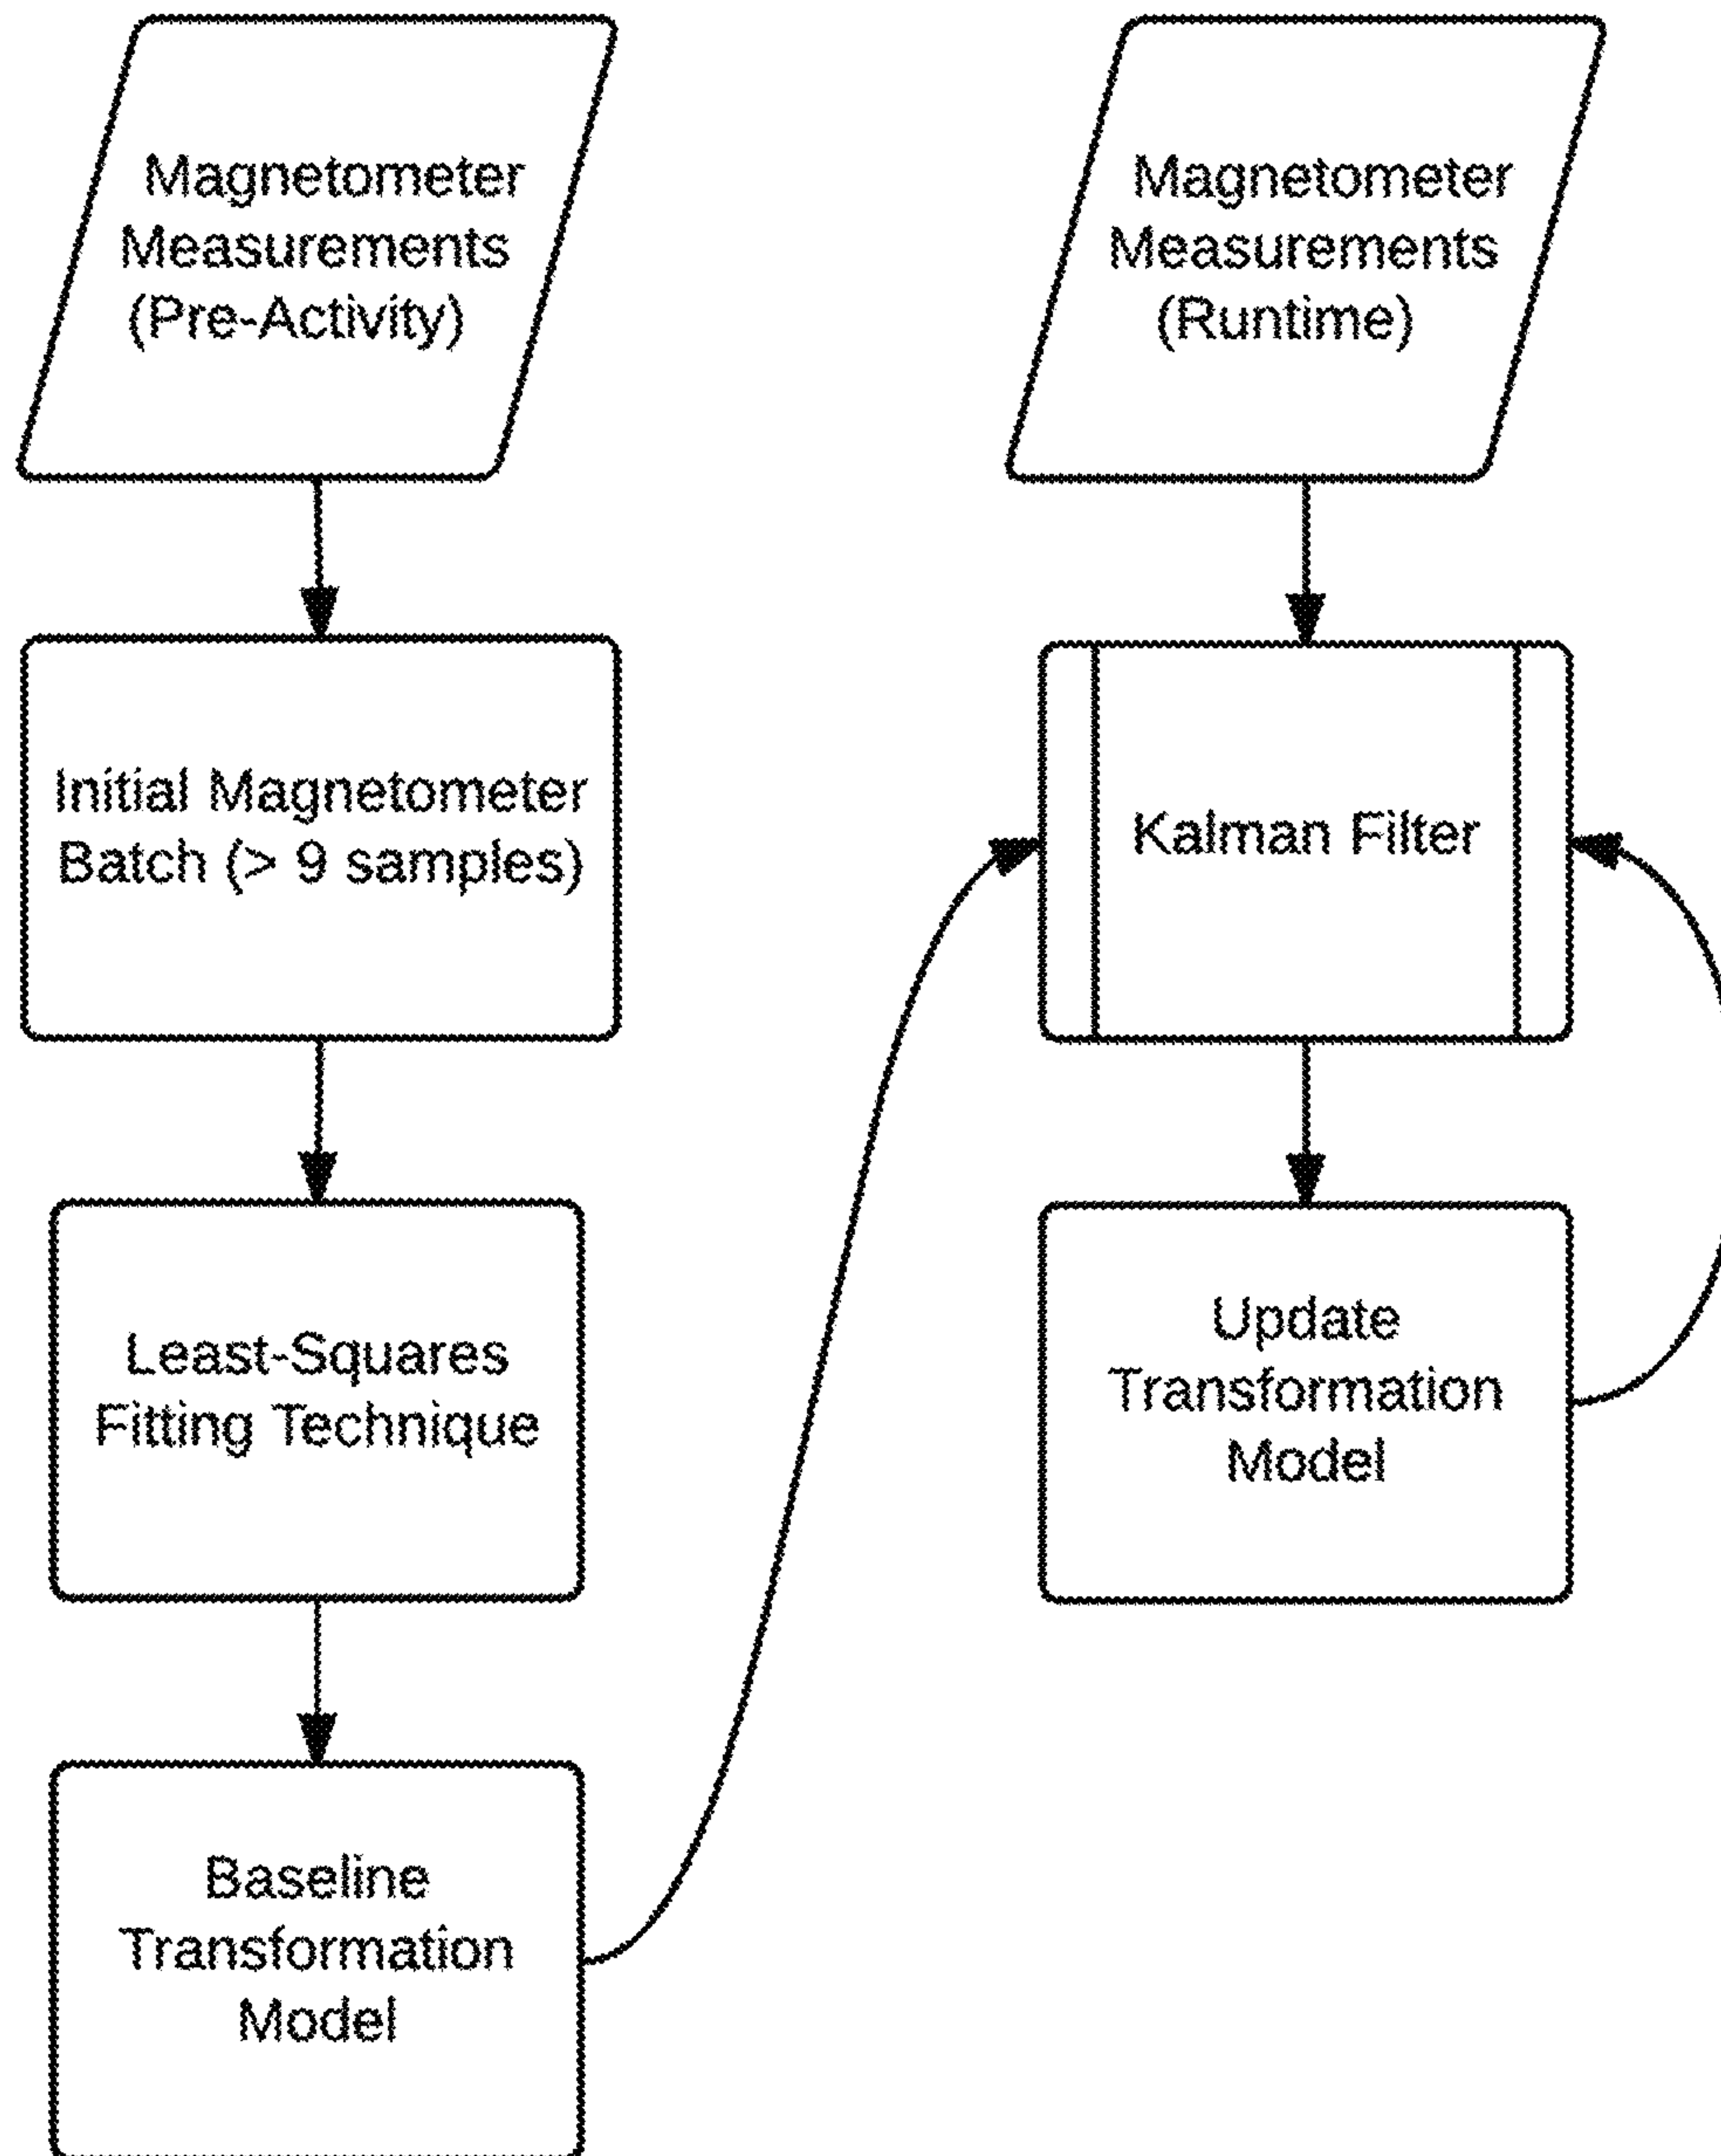 Magnetometer
Measurements
(Pre-Activity)
Initial Magnetometer
Batch (> 9 samples)
Least-Squares
Fitting Technique
Baseline
Transformation
Model
Magnetometer
Measurements
(Runtime)
Kalman Filter
Update
Transformation
Model